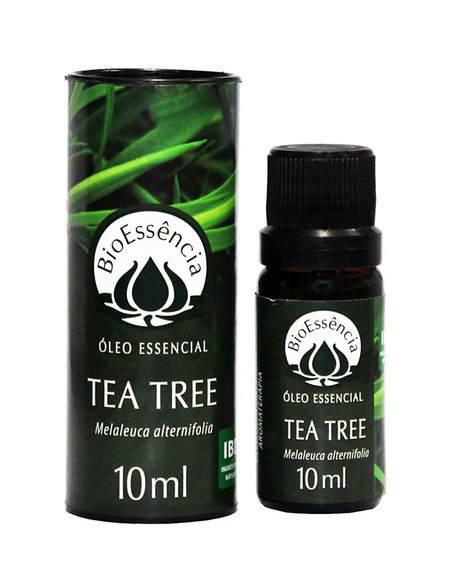 BioEssência
ÓLEO ESSENCIAL
TEA TREE
Melaleuca alternifolia
10ml
BioEssência
ÓLEO ESSENCIAL
TEA TREE
Melaleuca alternifolia
10ml
AROMATERAPIA